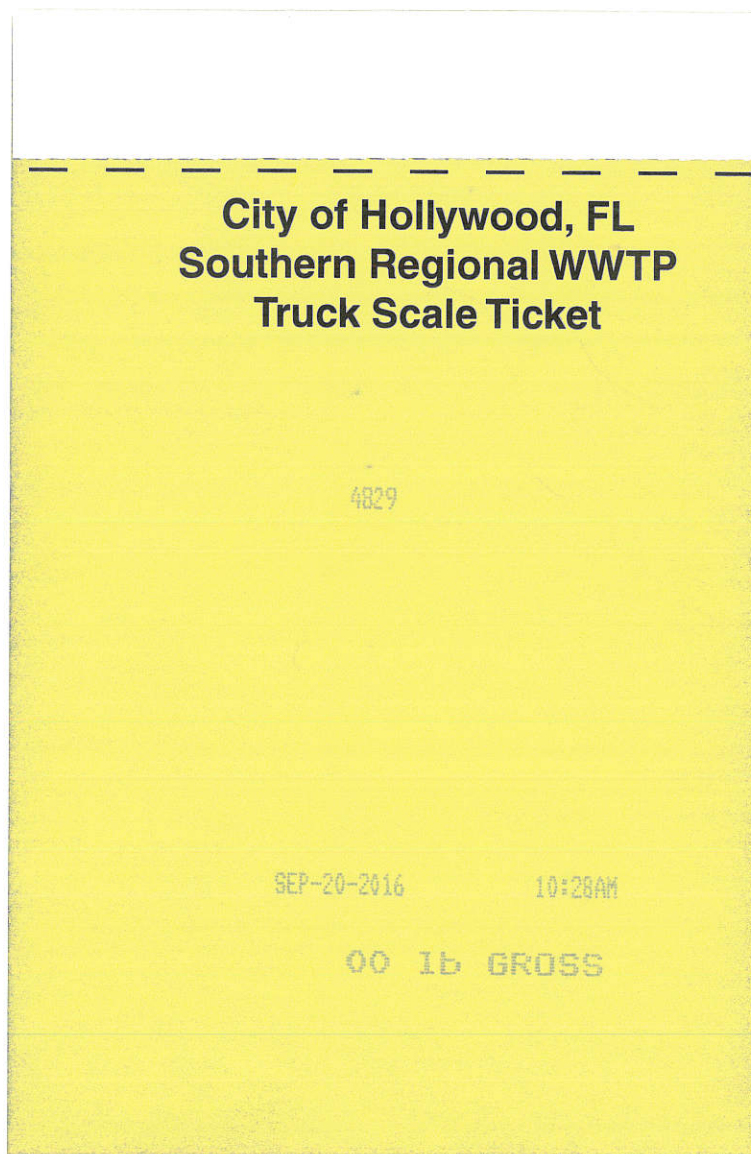 City of Hollywood, FL
Southern Regional WWTP
Truck Scale Ticket
4829
SEP-20-2016 10:28AM
00 lb GROSS